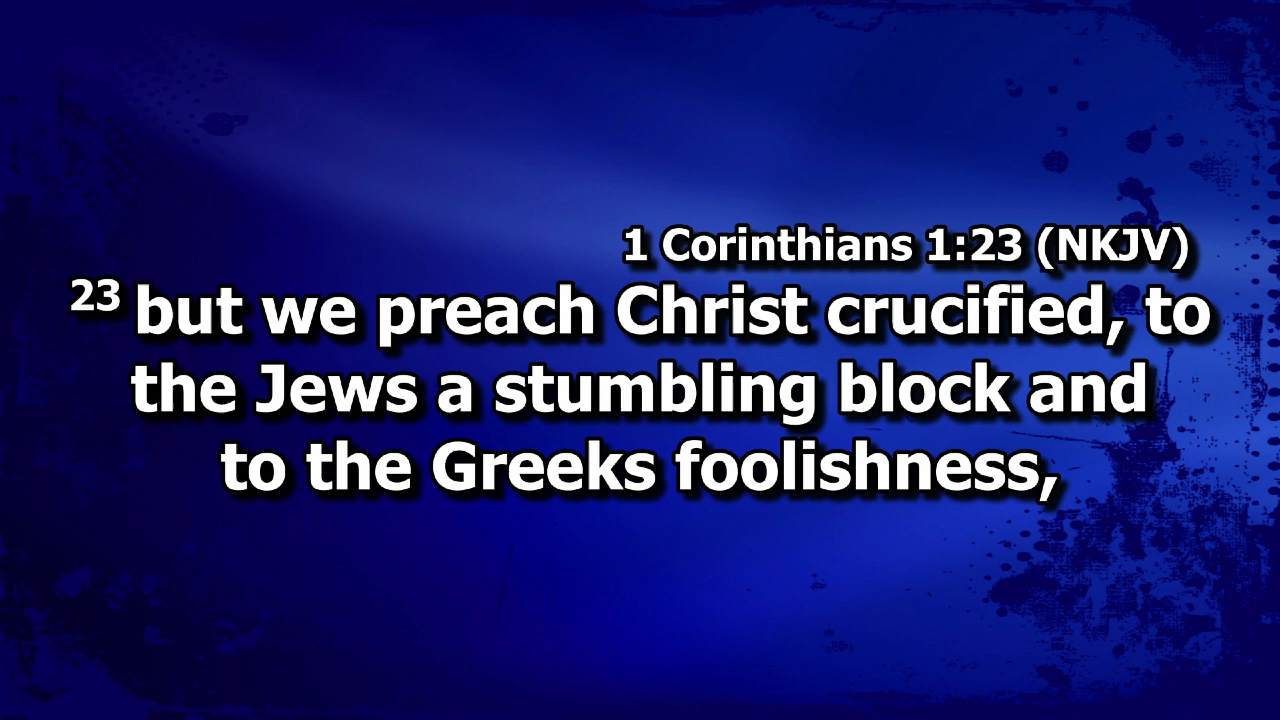 1 Corinthians 1:23 (NKJV)
23 but we preach Christ crucified, to
the Jews a stumbling block and
to the Greeks foolishness,